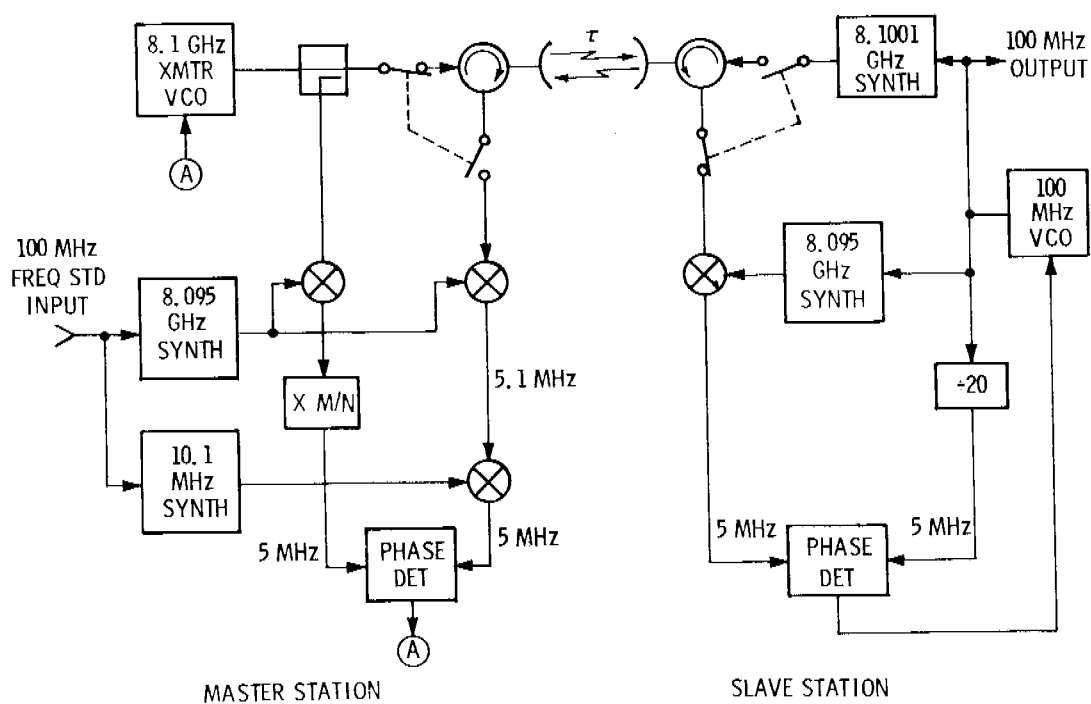 8.1 GHz
XMTR
VCO
A
τ
8.1001
GHz
SYNTH
100 MHz
OUTPUT
100
MHz
VCO
100 MHz
FREQ STD
INPUT
8.095
GHz
SYNTH
8.095
GHz
SYNTH
X M/N
5.1 MHz
÷20
10.1
MHz
SYNTH
5 MHz
PHASE
DET
5 MHz
5 MHz
PHASE
DET
5 MHz
A
MASTER STATION
SLAVE STATION